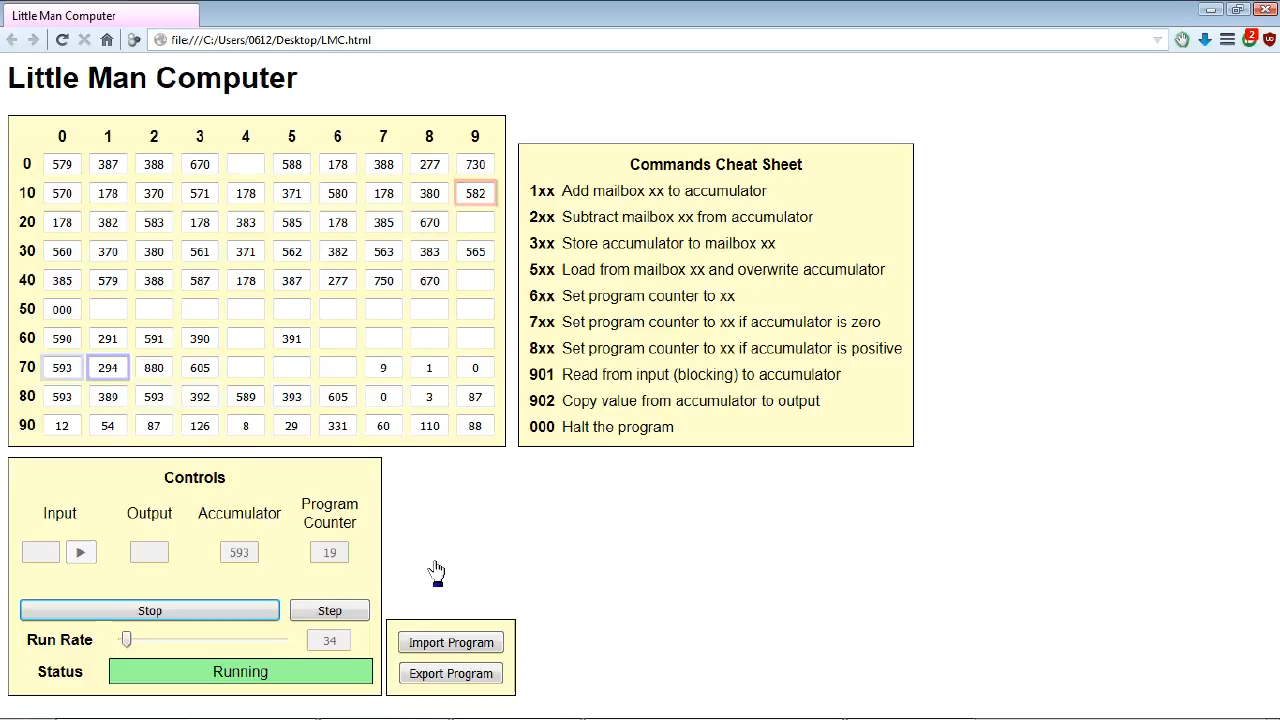 Little Man Computer
file:///C:/Users/0612/Desktop/LMC.html
2
Little Man Computer
0 1 2 3 4 5 6 7 8 9
0 579 387 388 670 588 178 388 277 730
10 570 178 370 571 178 371 580 178 380 582
20 178 382 583 178 383 585 178 385 670
30 560 370 380 561 371 562 382 563 383 565
40 385 579 388 587 178 387 277 750 670
50 000
60 590 291 591 390 391
70 593 294 880 605 9 1 0
80 593 389 593 392 589 393 605 0 3 87
90 12 54 87 126 8 29 331 60 110 88
Commands Cheat Sheet
1xx Add mailbox xx to accumulator
2xx Subtract mailbox xx from accumulator
3xx Store accumulator to mailbox xx
5xx Load from mailbox xx and overwrite accumulator
6xx Set program counter to xx
7xx Set program counter to xx if accumulator is zero
8xx Set program counter to xx if accumulator is positive
901 Read from input (blocking) to accumulator
902 Copy value from accumulator to output
000 Halt the program
Controls
Input Output Accumulator Program Counter
593 19
Stop Step
Run Rate 34
Status Running
Import Program
Export Program